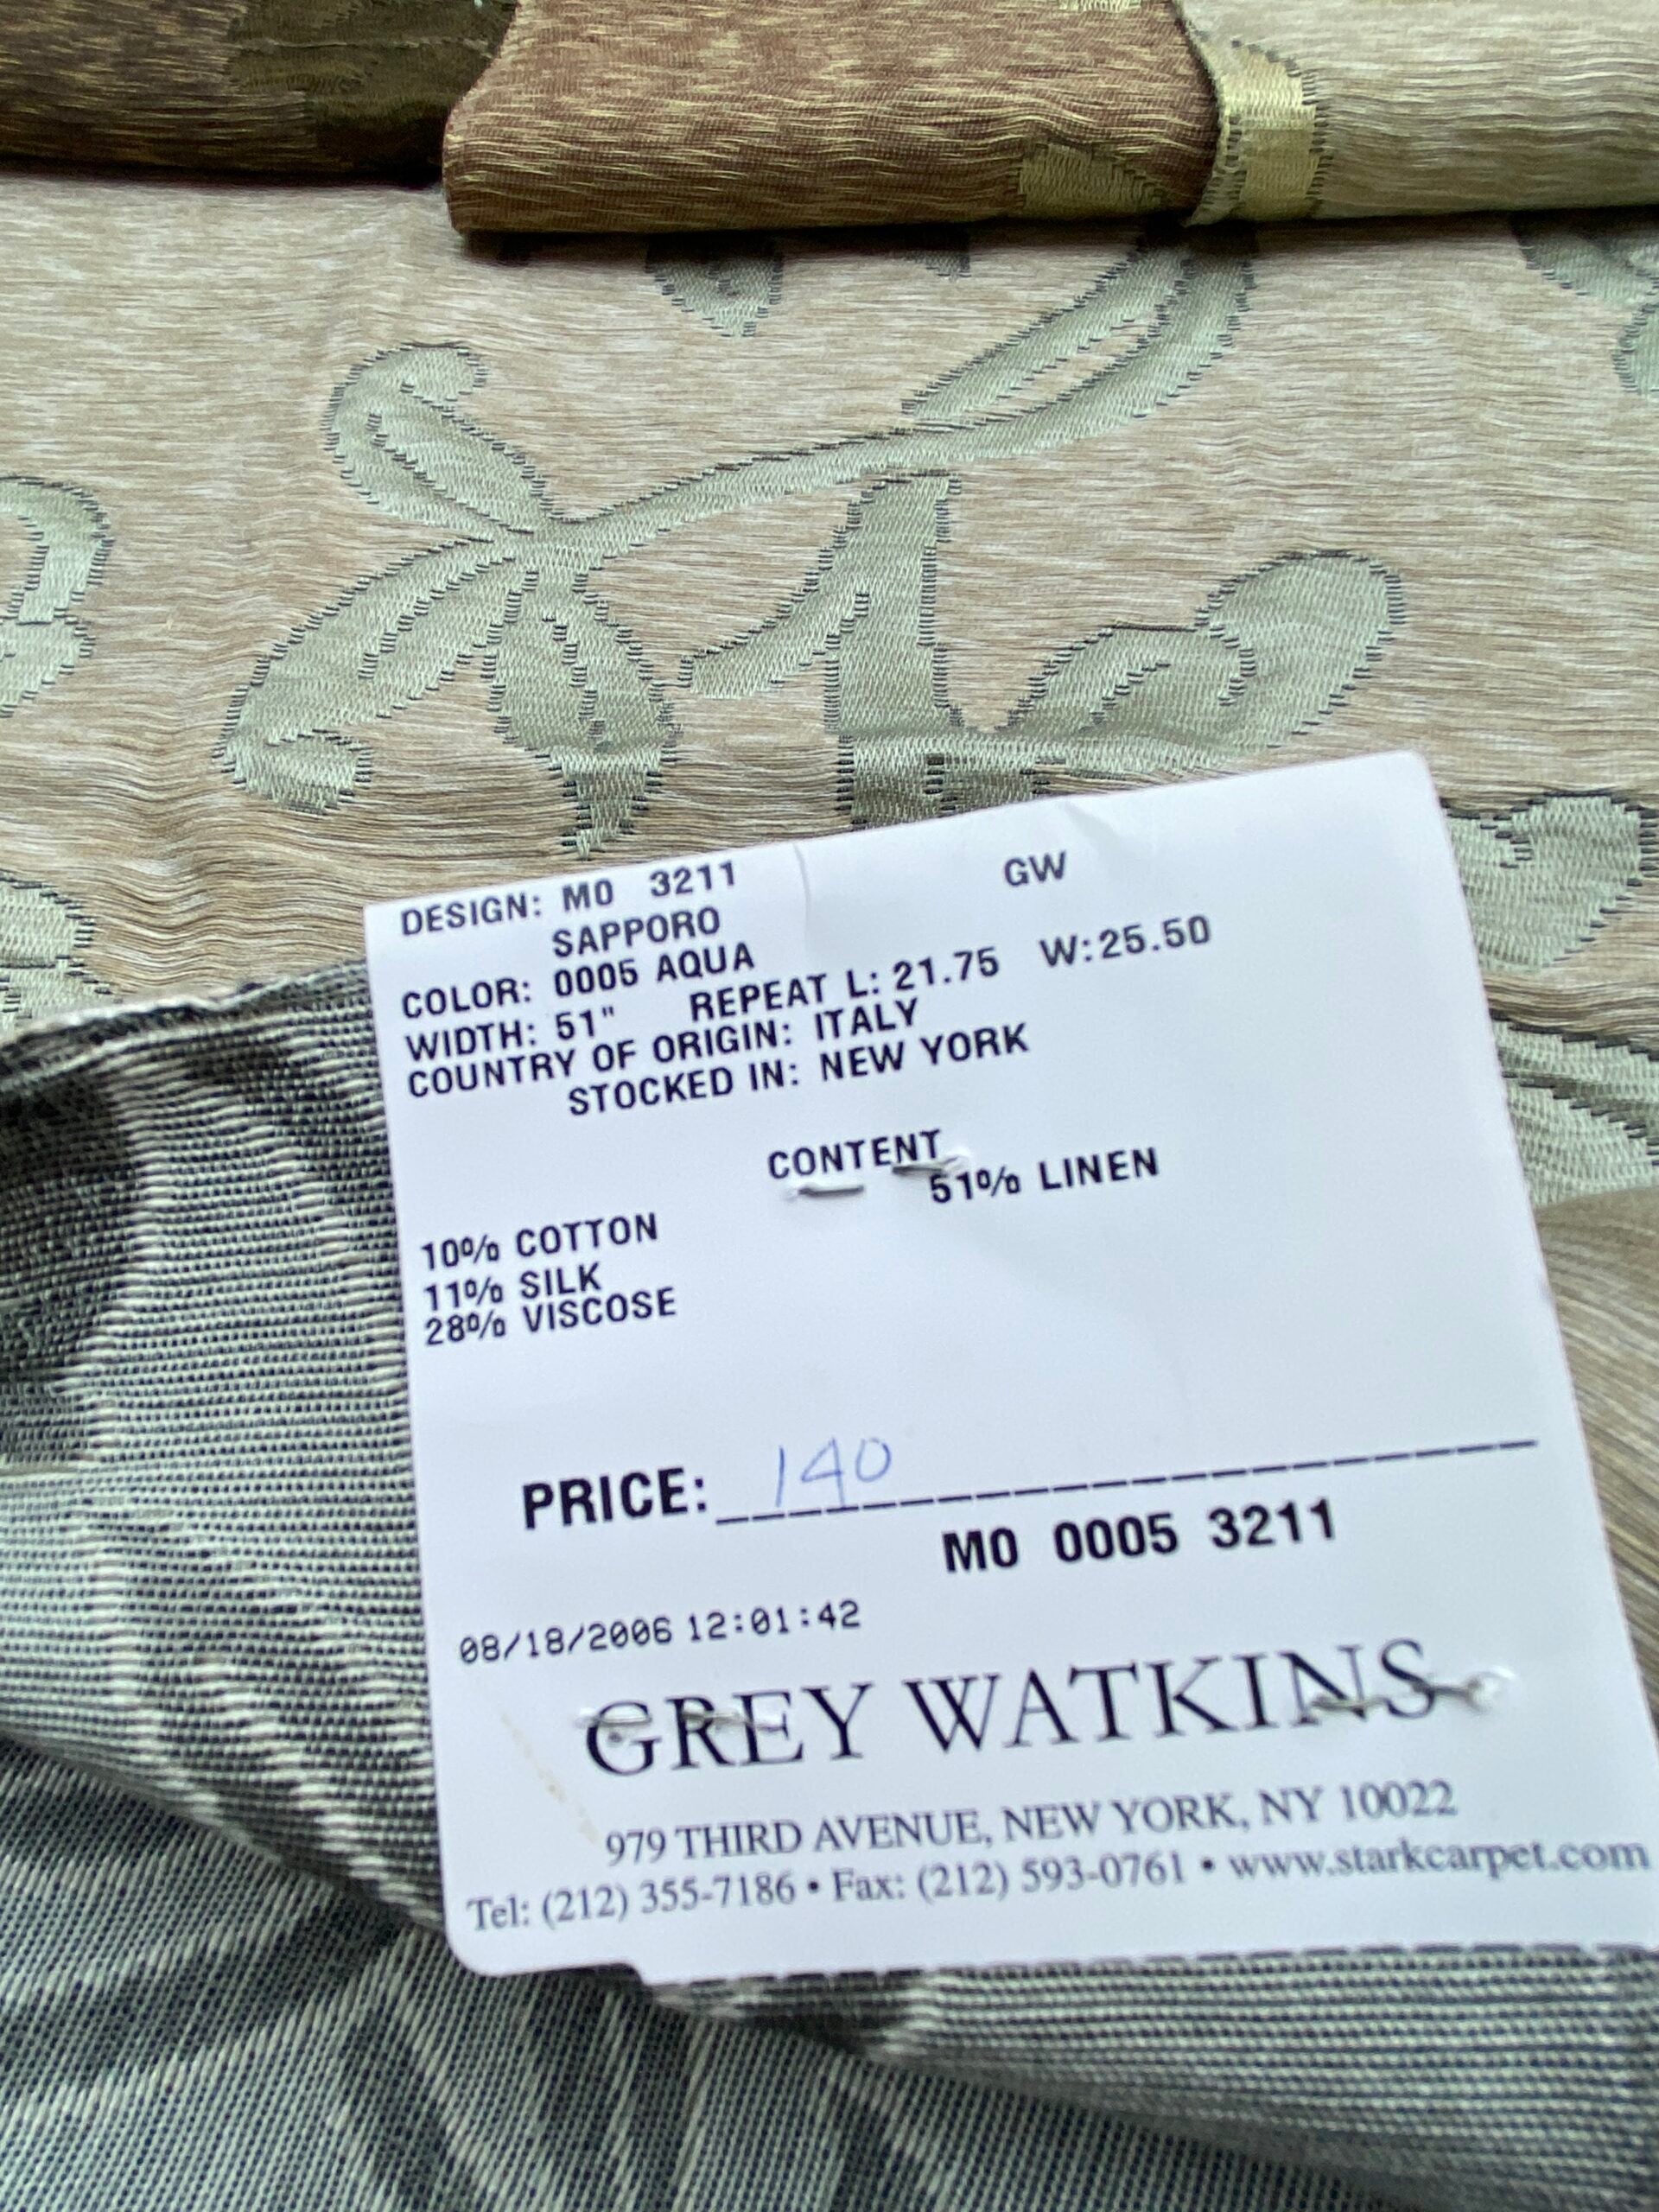 DESIGN: M0 3211 GW
SAPPORO
COLOR: 0005 AQUA
WIDTH: 51" REPEAT L: 21.75 W:25.50
COUNTRY OF ORIGIN: ITALY
STOCKED IN: NEW YORK
CONTENT
51% LINEN
10% COTTON
11% SILK
28% VISCOSE
PRICE: 140
M0 0005 3211
08/18/2006 12:01:42
GREY WATKINS
979 THIRD AVENUE, NEW YORK, NY 10022
Tel: (212) 355-7186 • Fax: (212) 593-0761 • www.starkcarpet.com